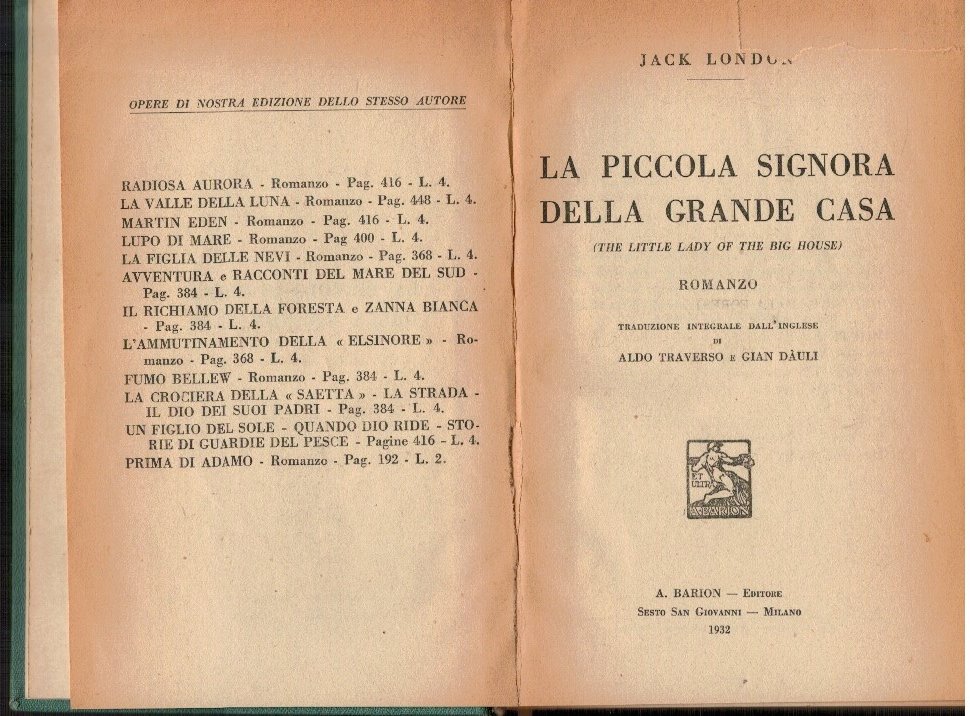 OPERE DI NOSTRA EDIZIONE DELLO STESSO AUTORE
RADIOSA AURORA - Romanzo - Pag. 416 - L. 4.
LA VALLE DELLA LUNA - Romanzo - Pag. 448 - L. 4.
MARTIN EDEN - Romanzo - Pag. 416 - L. 4.
LUPO DI MARE - Romanzo - Pag 400 - L. 4.
LA FIGLIA DELLE NEVI - Romanzo - Pag. 368 - L. 4.
AVVENTURA e RACCONTI DEL MARE DEL SUD -
Pag. 384 - L. 4.
IL RICHIAMO DELLA FORESTA e ZANNA BIANCA
- Pag. 384 - L. 4.
L'AMMUTINAMENTO DELLA « ELSINORE » - Ro-
manzo - Pag. 368 - L. 4.
FUMO BELLEW - Romanzo - Pag. 384 - L. 4.
LA CROCIERA DELLA « SAETTA » - LA STRADA -
IL DIO DEI SUOI PADRI - Pag. 384 - L. 4.
UN FIGLIO DEL SOLE - QUANDO DIO RIDE - STO-
RIE DI GUARDIE DEL PESCE - Pagine 416 - L. 4.
PRIMA DI ADAMO - Romanzo - Pag. 192 - L. 2.
JACK LONDON
LA PICCOLA SIGNORA
DELLA GRANDE CASA
(THE LITTLE LADY OF THE BIG HOUSE)
ROMANZO
TRADUZIONE INTEGRALE DALL'INGLESE
DI
ALDO TRAVERSO E GIAN DÀULI
ET
ULTRA
A.BARION
A. BARION — EDITORE
SESTO SAN GIOVANNI — MILANO
1932